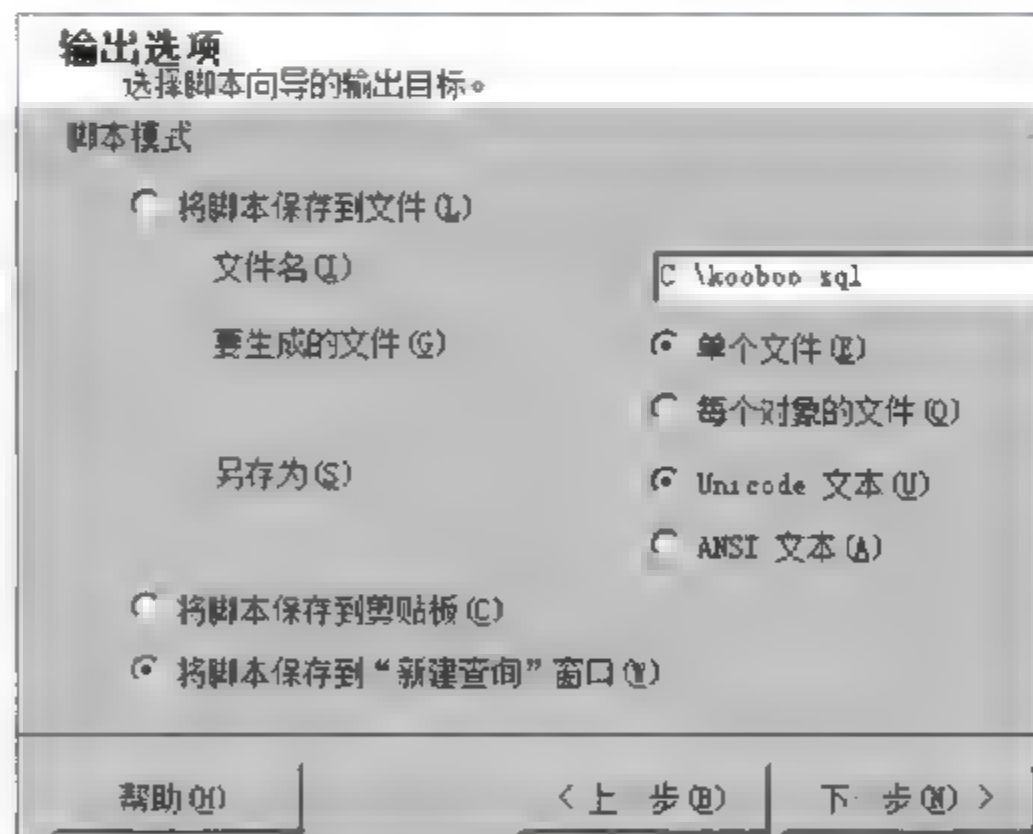 输出选项
选择脚本向导的输出目标。
脚本模式
将脚本保存到文件(L)
文件名(I) C \kooboo sql
要生成的文件(G) 单个文件(E)
每个对象的文件(Q)
另存为(S) Unicode 文本(U)
ANSI 文本(A)
将脚本保存到剪贴板(C)
将脚本保存到“新建查询”窗口(Y)
帮助(H) < 上 步(B) 下 步(N) >